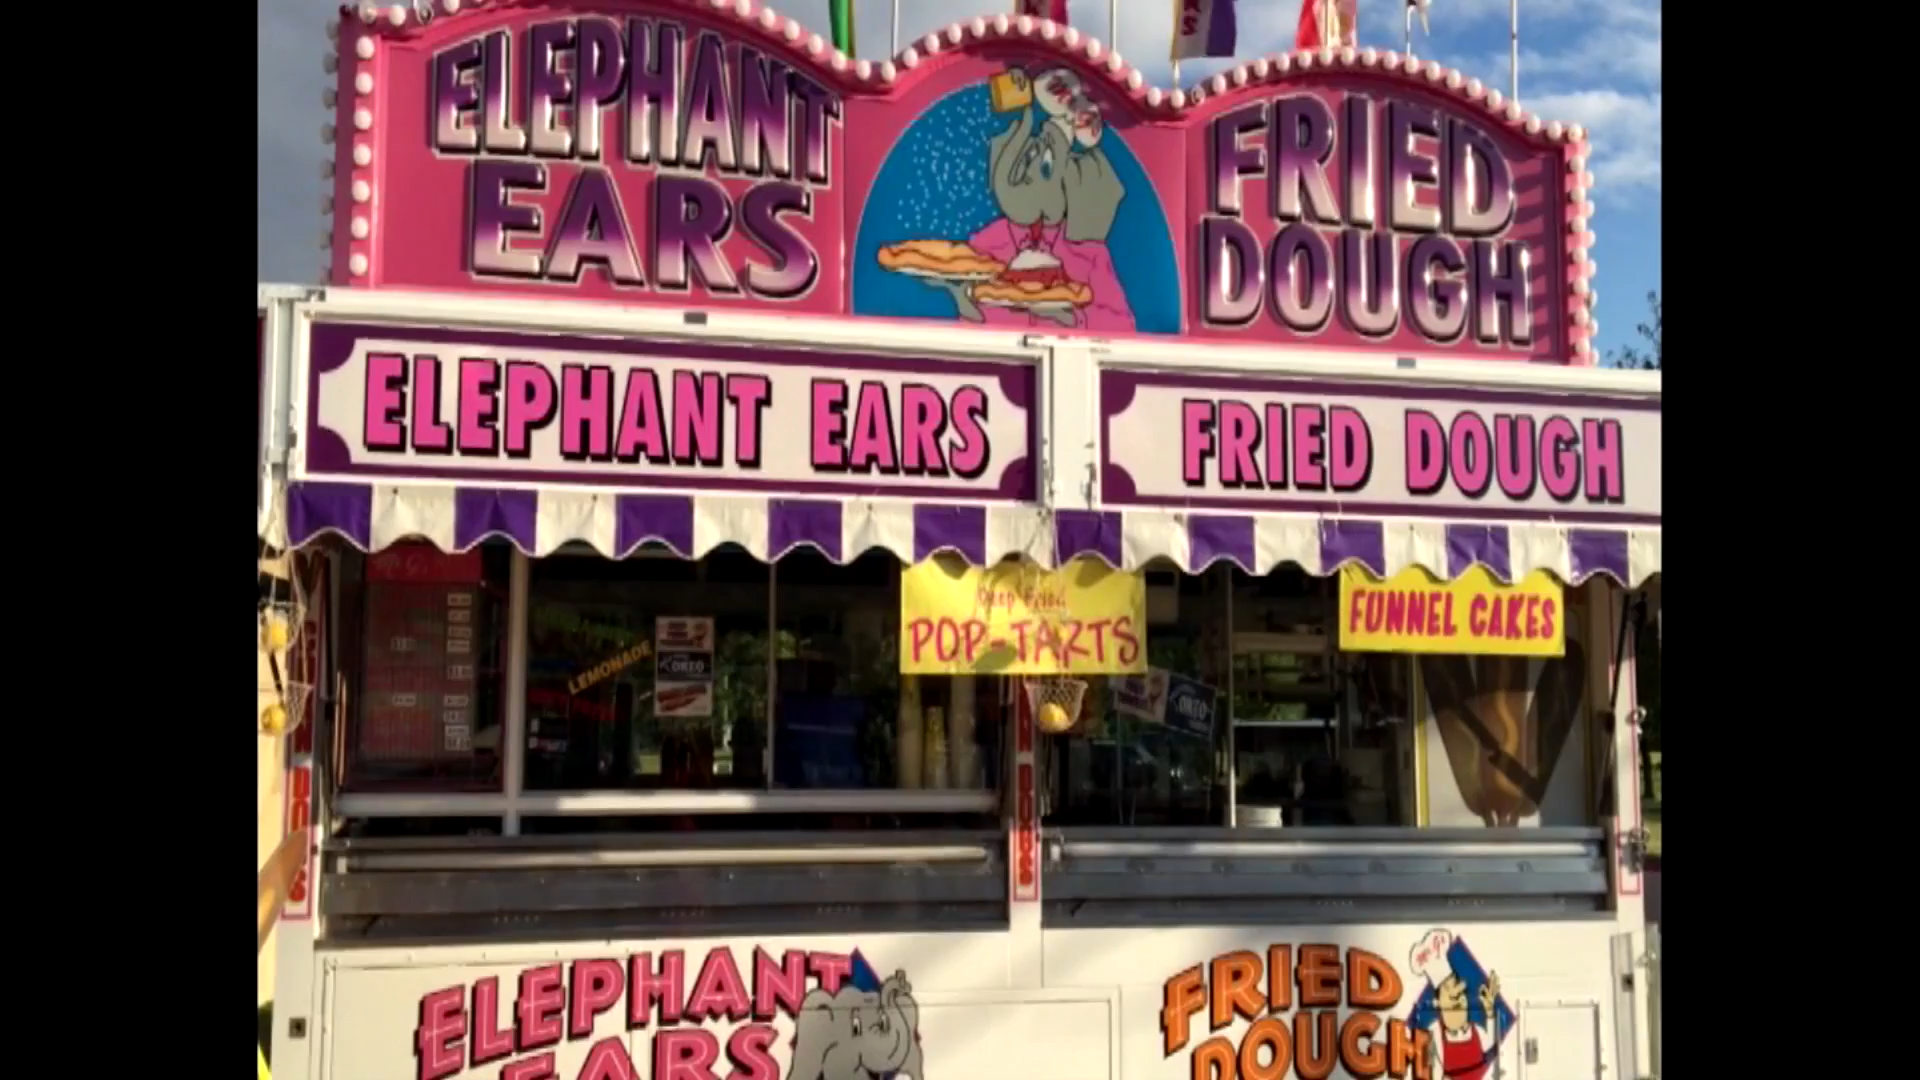 ELEPHANT
EARS
FRIED
DOUGH
ELEPHANT EARS
FRIED DOUGH
Deep Fried
POP-TARTS
FUNNEL CAKES
LEMONADE
OREO
OREO
ELEPHANT
EARS
FRIED
DOUGH